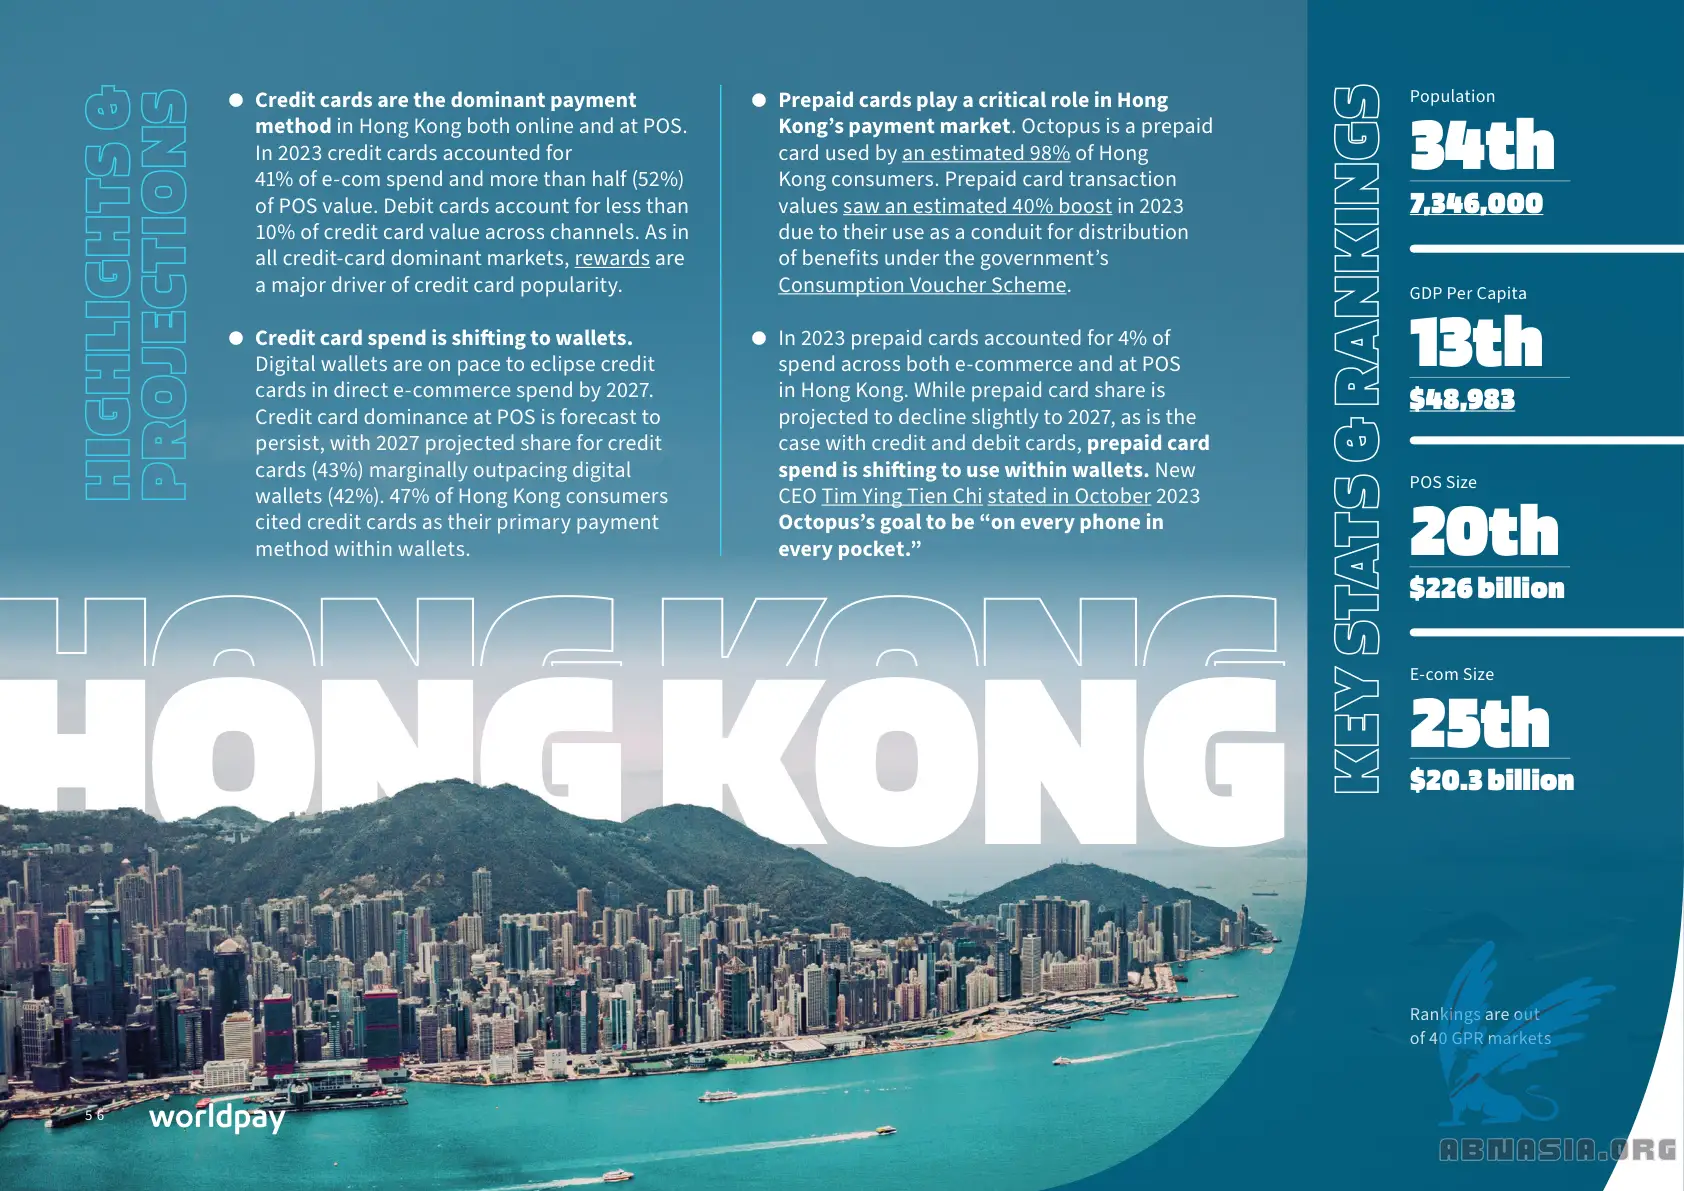 HIGHLIGHTS &
PROJECTIONS
● Credit cards are the dominant payment
method in Hong Kong both online and at POS.
In 2023 credit cards accounted for
41% of e-com spend and more than half (52%)
of POS value. Debit cards account for less than
10% of credit card value across channels. As in
all credit-card dominant markets, rewards are
a major driver of credit card popularity.
● Credit card spend is shifting to wallets.
Digital wallets are on pace to eclipse credit
cards in direct e-commerce spend by 2027.
Credit card dominance at POS is forecast to
persist, with 2027 projected share for credit
cards (43%) marginally outpacing digital
wallets (42%). 47% of Hong Kong consumers
cited credit cards as their primary payment
method within wallets.
● Prepaid cards play a critical role in Hong
Kong’s payment market. Octopus is a prepaid
card used by an estimated 98% of Hong
Kong consumers. Prepaid card transaction
values saw an estimated 40% boost in 2023
due to their use as a conduit for distribution
of benefits under the government’s
Consumption Voucher Scheme.
● In 2023 prepaid cards accounted for 4% of
spend across both e-commerce and at POS
in Hong Kong. While prepaid card share is
projected to decline slightly to 2027, as is the
case with credit and debit cards, prepaid card
spend is shifting to use within wallets. New
CEO Tim Ying Tien Chi stated in October 2023
Octopus’s goal to be “on every phone in
every pocket.”
HONG KONG
HONG KONG
KEY STATS & RANKINGS
Population
34th
7,346,000
GDP Per Capita
13th
$48,983
POS Size
20th
$226 billion
E-com Size
25th
$20.3 billion
Rankings are out
of 40 GPR markets
56
worldpay
ABNASIA.ORG